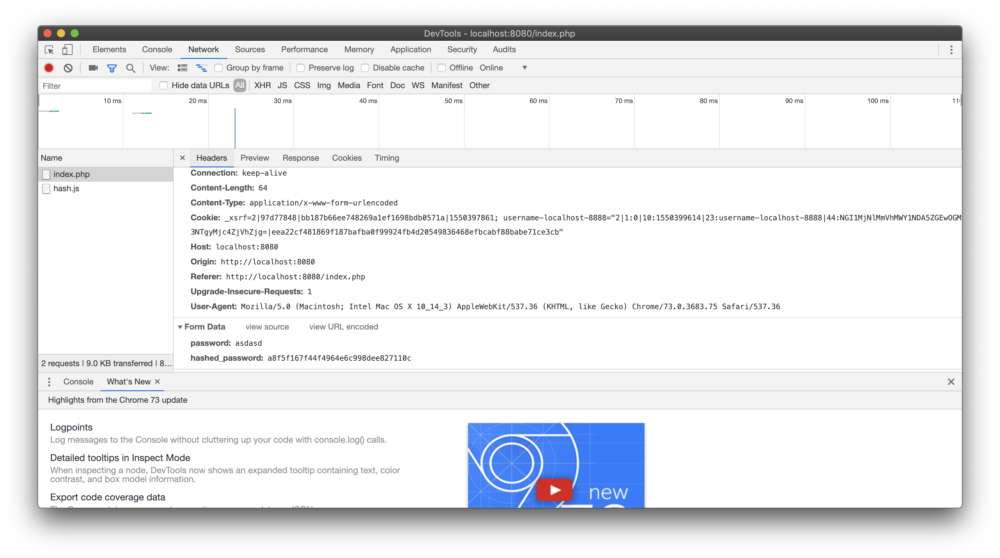 DevTools - localhost:8080/index.php
Elements Console Network Sources Performance Memory Application Security Audits
View: Group by frame Preserve log Disable cache Offline Online
Filter Hide data URLs All XHR JS CSS Img Media Font Doc WS Manifest Other
10 ms 20 ms 30 ms 40 ms 50 ms 60 ms 70 ms 80 ms 90 ms 100 ms
Name
index.php
hash.js
2 requests | 9.0 KB transferred | 8...
Headers Preview Response Cookies Timing
Connection: keep-alive
Content-Length: 64
Content-Type: application/x-www-form-urlencoded
Cookie: _xsrf=2|97d77848|bb187b66ee748269a1ef1698bdb0571a|1550397861; username-localhost-8888="2|1:0|10:1550399614|23:username-localhost-8888|44:NGI1MjNlMmVhMWY1NDA5ZGEwOGM
3NTgyMjc4ZjVhZjg=|eea22cf481869f187bafba0f99924fb4d20549836468efbcabf88babe71ce3cb"
Host: localhost:8080
Origin: http://localhost:8080
Referer: http://localhost:8080/index.php
Upgrade-Insecure-Requests: 1
User-Agent: Mozilla/5.0 (Macintosh; Intel Mac OS X 10_14_3) AppleWebKit/537.36 (KHTML, like Gecko) Chrome/73.0.3683.75 Safari/537.36
Form Data view source view URL encoded
password: asdasd
hashed_password: a8f5f167f44f4964e6c998dee827110c
Console What's New
Highlights from the Chrome 73 update
Logpoints
Log messages to the Console without cluttering up your code with console.log() calls.
Detailed tooltips in Inspect Mode
When inspecting a node, DevTools now shows an expanded tooltip containing text, color
contrast, and box model information.
Export code coverage data
new